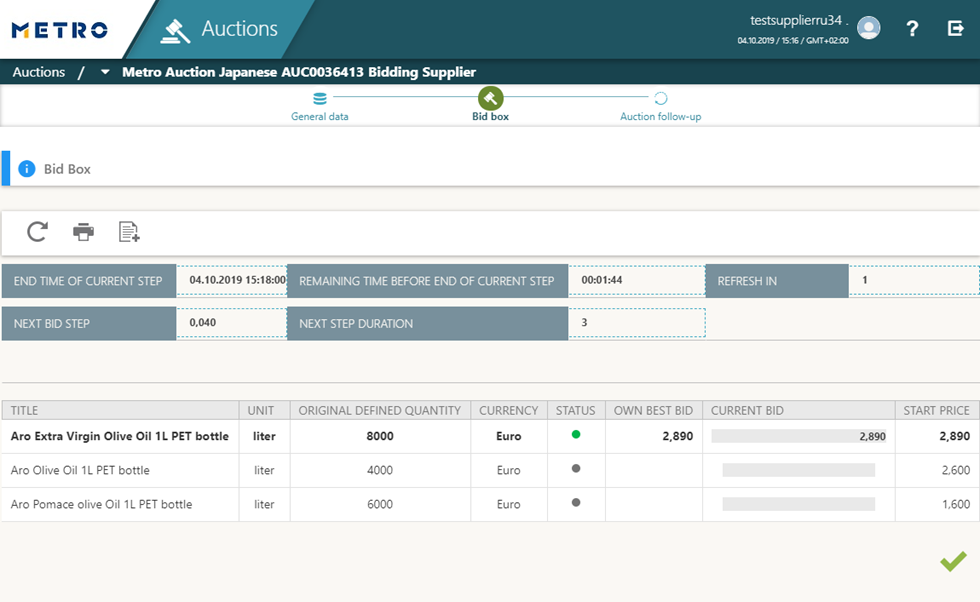 METRO
Auctions
testsupplierru34 .
04.10.2019 / 15:16 / GMT+02:00
?
Auctions / Metro Auction Japanese AUC0036413 Bidding Supplier
General data
Bid box
Auction follow-up
i Bid Box
END TIME OF CURRENT STEP 04.10.2019 15:18:00 REMAINING TIME BEFORE END OF CURRENT STEP 00:01:44 REFRESH IN 1
NEXT BID STEP 0,040 NEXT STEP DURATION 3
TITLE UNIT ORIGINAL DEFINED QUANTITY CURRENCY STATUS OWN BEST BID CURRENT BID START PRICE
Aro Extra Virgin Olive Oil 1L PET bottle liter 8000 Euro 2,890 2,890 2,890
Aro Olive Oil 1L PET bottle liter 4000 Euro 2,600
Aro Pomace olive Oil 1L PET bottle liter 6000 Euro 1,600